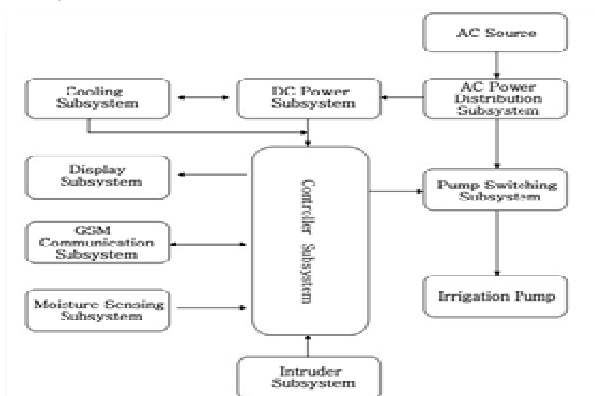 AC Source
Cooling
Subsystem
DC Power
Subsystem
AC Power
Distribution
Subsystem
Display
Subsystem
Controller Subsystem
Pump Switching
Subsystem
GSM
Communication
Subsystem
Moisture Sensing
Subsystem
Irrigation Pump
Intruder
Subsystem